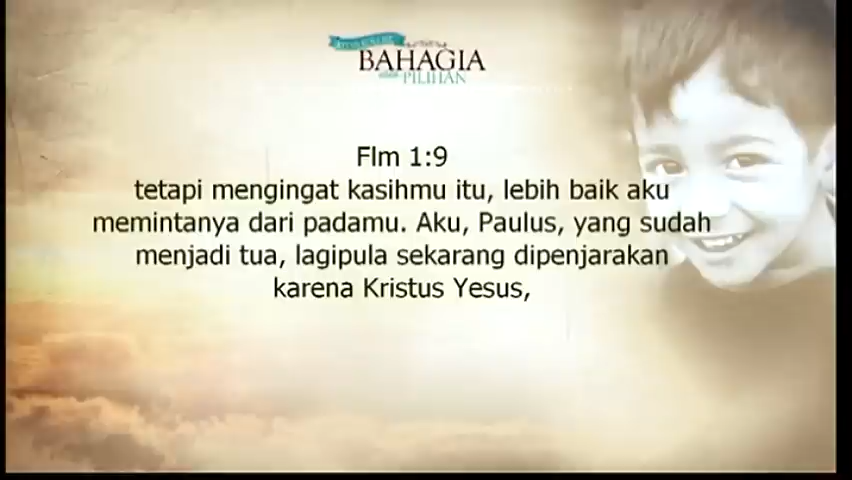 BAHAGIA
PILIHAN
Flm 1:9
tetapi mengingat kasihmu itu, lebih baik aku
memintanya dari padamu. Aku, Paulus, yang sudah
menjadi tua, lagipula sekarang dipenjarakan
karena Kristus Yesus,